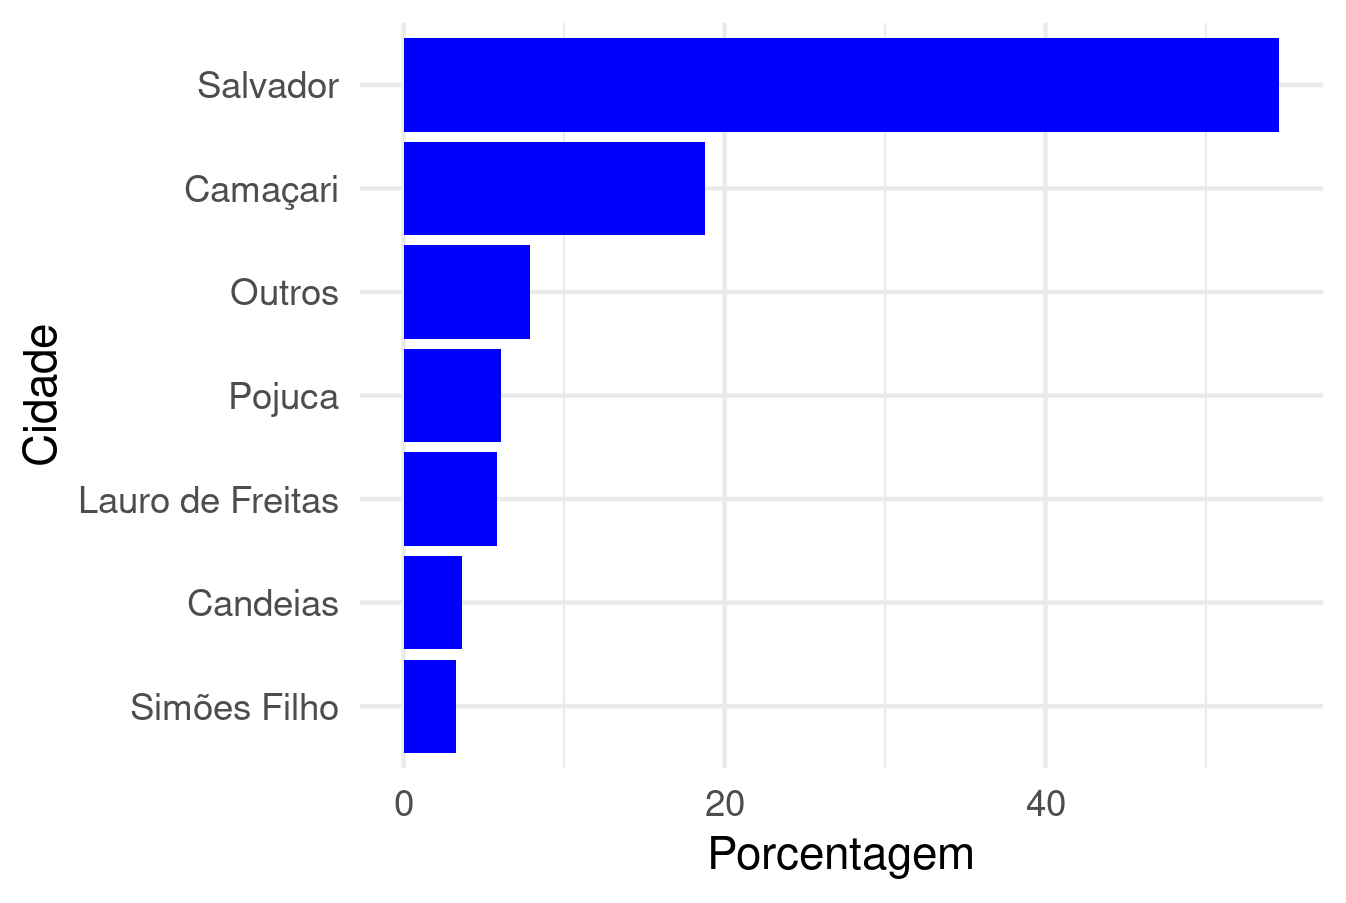 Cidade
Salvador
Camaçari
Outros
Pojuca
Lauro de Freitas
Candeias
Simões Filho
0 20 40
Porcentagem